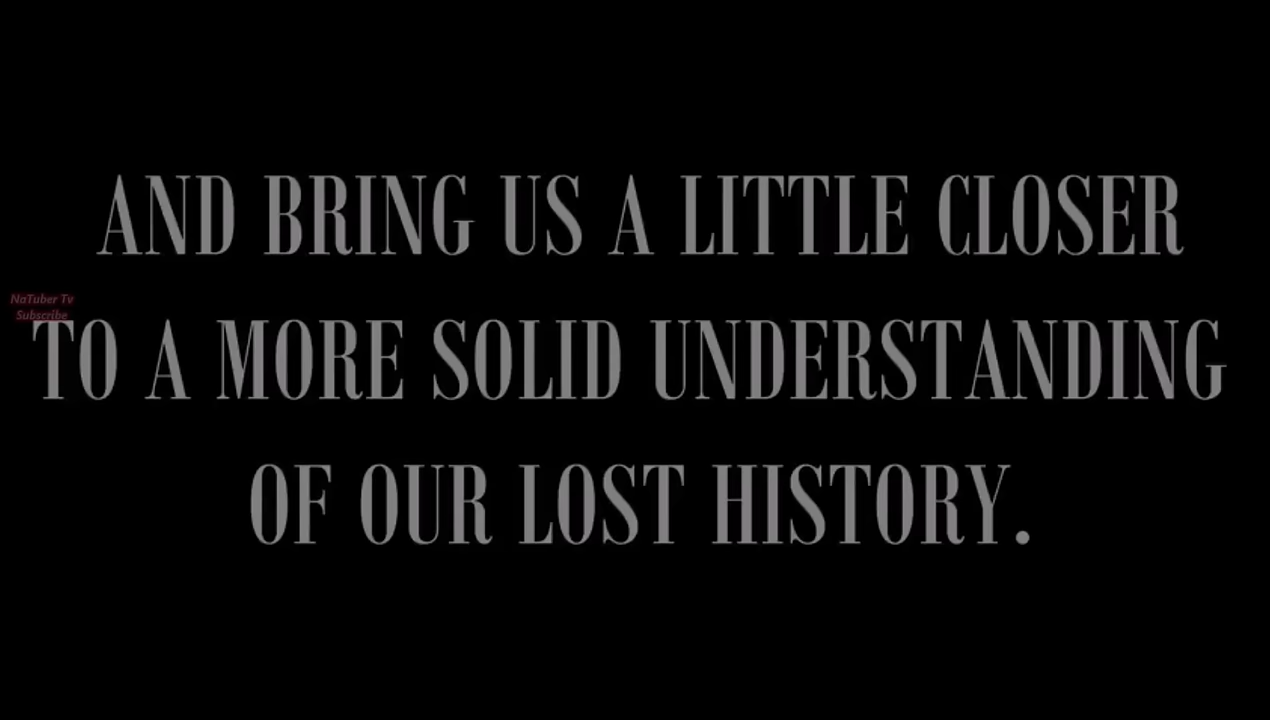 AND BRING US A LITTLE CLOSER
NaTuber Tv
Subscribe
TO A MORE SOLID UNDERSTANDING
OF OUR LOST HISTORY.